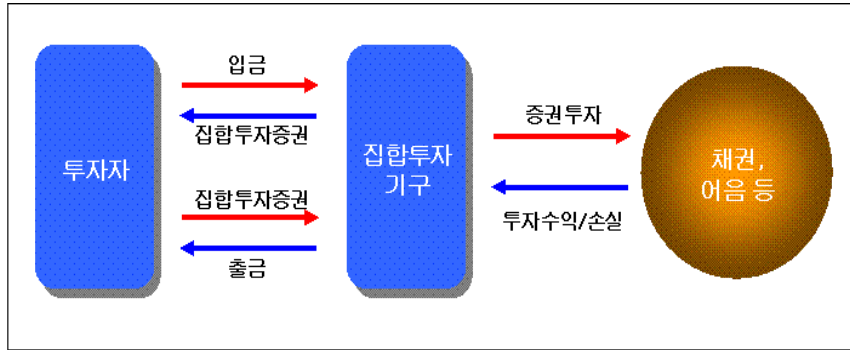 투자자
입금
집합투자증권
집합투자증권
출금
집합투자
기구
증권투자
투자수익/손실
채권,
어음 등